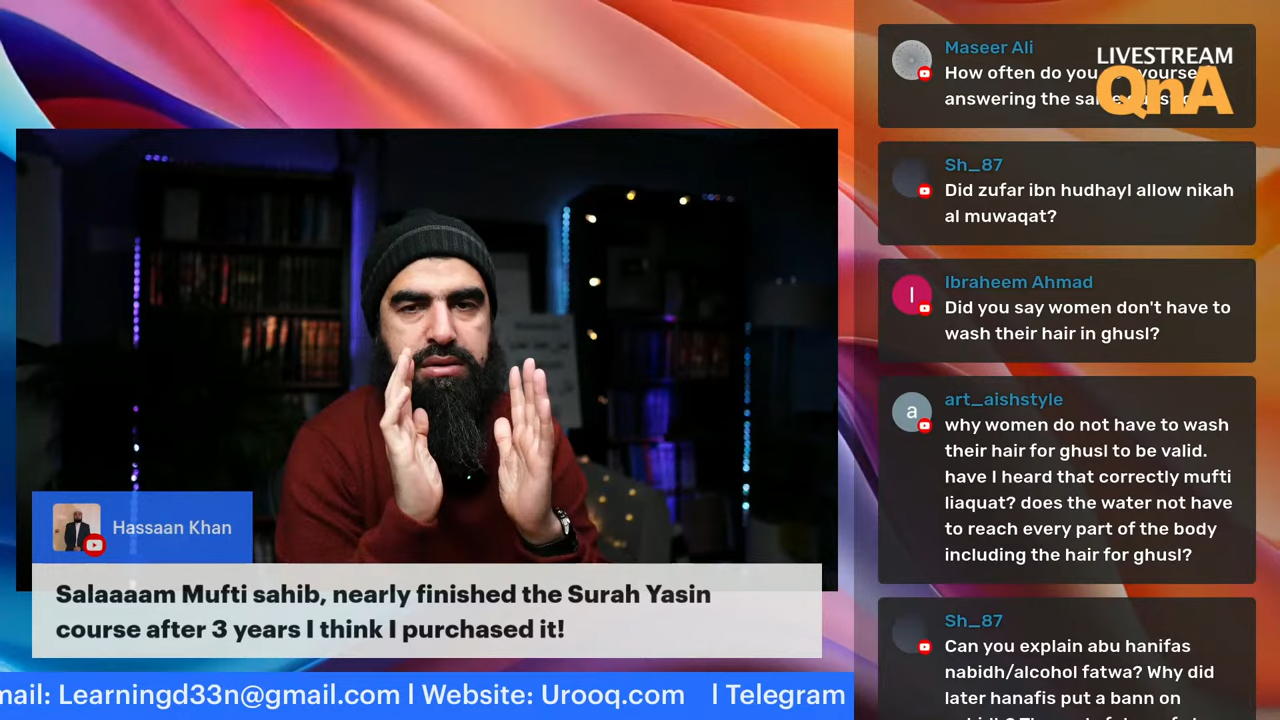 Hassaan Khan
Salaaaam Mufti sahib, nearly finished the Surah Yasin
course after 3 years I think I purchased it!
mail: Learningd33n@gmail.com | Website: Urooq.com | Telegram
LIVESTREAM
QnA
Maseer Ali
How often do you
answering the
Sh_87
Did zufar ibn hudhayl allow nikah
al muwaqat?
I
Ibraheem Ahmad
Did you say women don't have to
wash their hair in ghusl?
a
art_aishstyle
why women do not have to wash
their hair for ghusl to be valid.
have I heard that correctly mufti
liaquat? does the water not have
to reach every part of the body
including the hair for ghusl?
Sh_87
Can you explain abu hanifas
nabidh/alcohol fatwa? Why did
later hanafis put a bann on